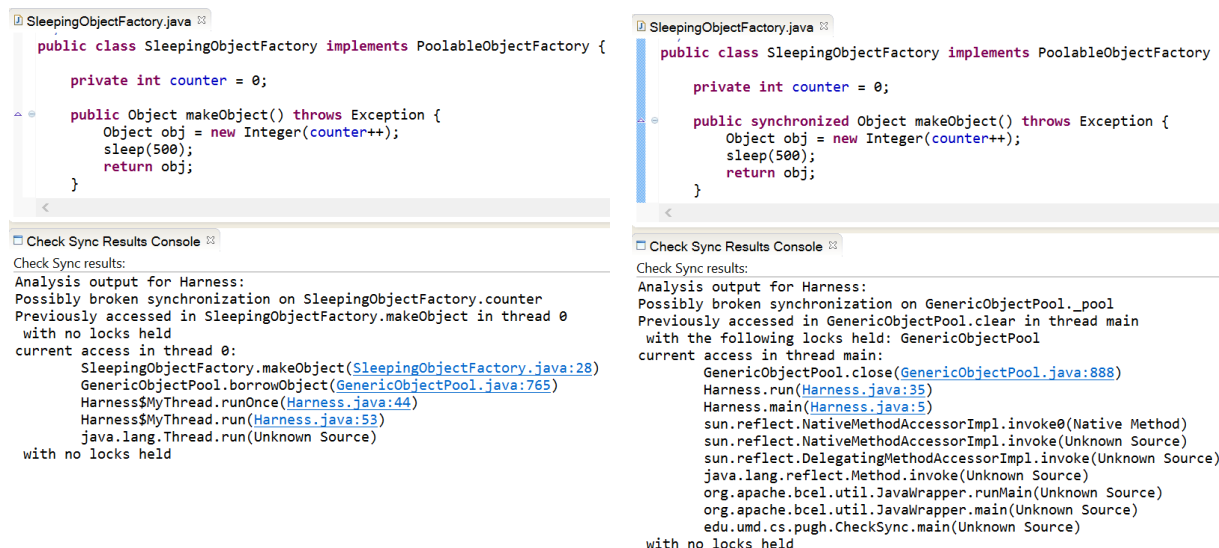 SleepingObjectFactory.java
public class SleepingObjectFactory implements PoolableObjectFactory {
private int counter = 0;
public Object makeObject() throws Exception {
Object obj = new Integer(counter++);
sleep(500);
return obj;
}
Check Sync Results Console
Check Sync results:
Analysis output for Harness:
Possibly broken synchronization on SleepingObjectFactory.counter
Previously accessed in SleepingObjectFactory.makeObject in thread 0
with no locks held
current access in thread 0:
SleepingObjectFactory.makeObject(SleepingObjectFactory.java:28)
GenericObjectPool.borrowObject(GenericObjectPool.java:765)
Harness$MyThread.runOnce(Harness.java:44)
Harness$MyThread.run(Harness.java:53)
java.lang.Thread.run(Unknown Source)
with no locks held
SleepingObjectFactory.java
public class SleepingObjectFactory implements PoolableObjectFactory
private int counter = 0;
public synchronized Object makeObject() throws Exception {
Object obj = new Integer(counter++);
sleep(500);
return obj;
}
Check Sync Results Console
Check Sync results:
Analysis output for Harness:
Possibly broken synchronization on GenericObjectPool._pool
Previously accessed in GenericObjectPool.clear in thread main
with the following locks held: GenericObjectPool
current access in thread main:
GenericObjectPool.close(GenericObjectPool.java:888)
Harness.run(Harness.java:35)
Harness.main(Harness.java:5)
sun.reflect.NativeMethodAccessorImpl.invoke0(Native Method)
sun.reflect.NativeMethodAccessorImpl.invoke(Unknown Source)
sun.reflect.DelegatingMethodAccessorImpl.invoke(Unknown Source)
java.lang.reflect.Method.invoke(Unknown Source)
org.apache.bcel.util.JavaWrapper.runMain(Unknown Source)
org.apache.bcel.util.JavaWrapper.main(Unknown Source)
edu.umd.cs.pugh.CheckSync.main(Unknown Source)
with no locks held